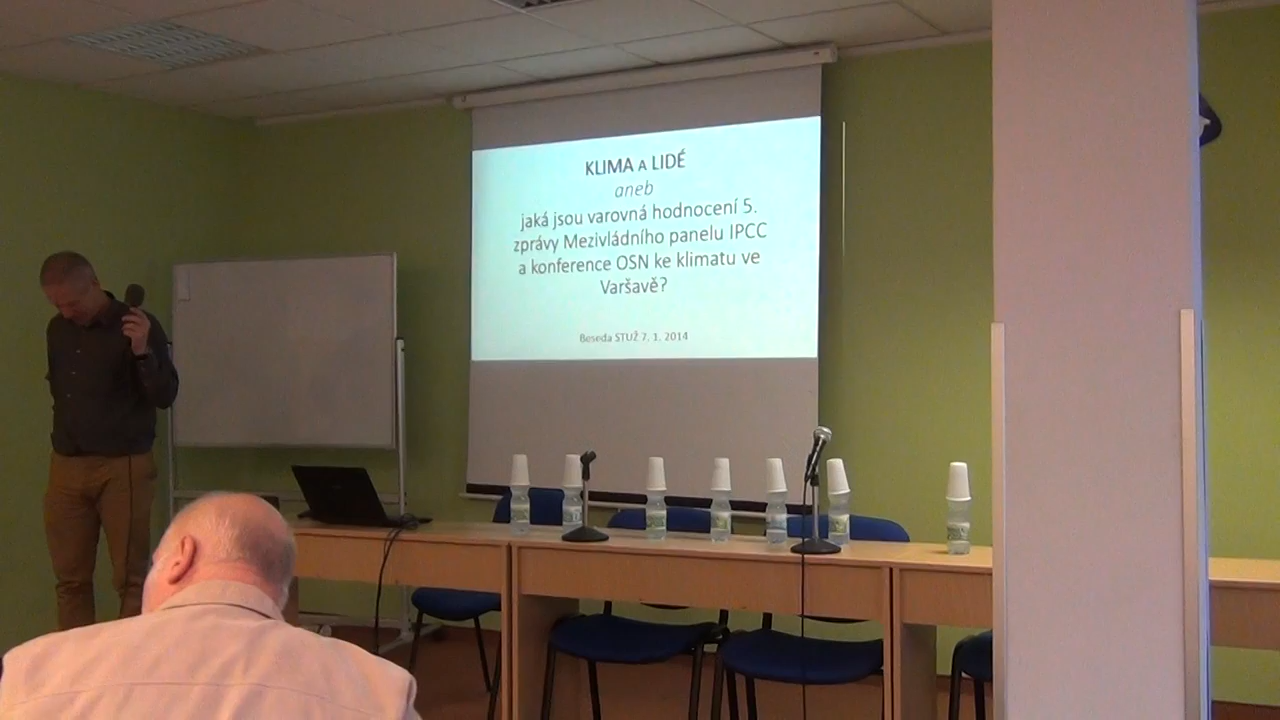 KLIMA A LIDÉ
aneb
jaká jsou varovná hodnocení 5.
zprávy Mezivládního panelu IPCC
a konference OSN ke klimatu ve
Varšavě?
Beseda STUŽ 7. 1. 2014